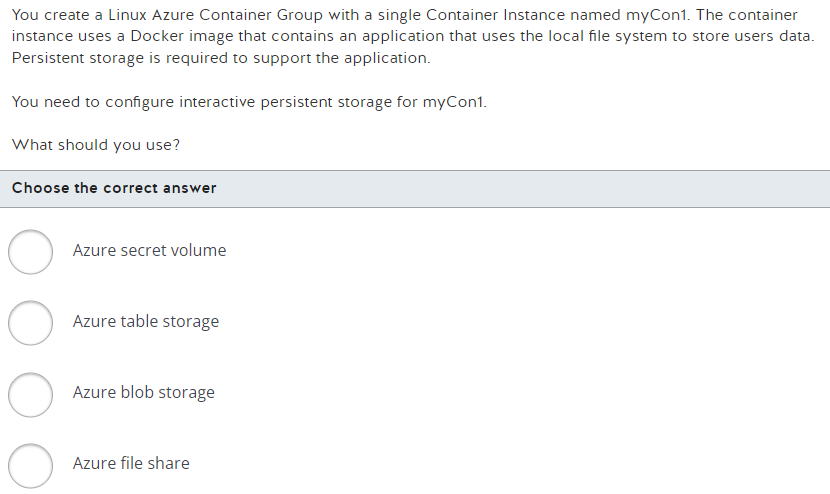 You create a Linux Azure Container Group with a single Container Instance named myCon1. The container
instance uses a Docker image that contains an application that uses the local file system to store users data.
Persistent storage is required to support the application.
You need to configure interactive persistent storage for myCon1.
What should you use?
Choose the correct answer
Azure secret volume
Azure table storage
Azure blob storage
Azure file share